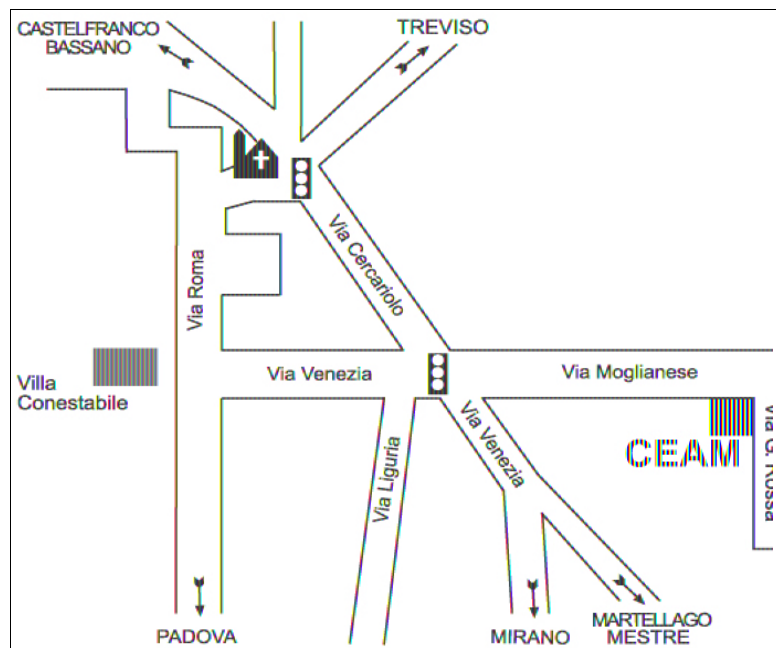 CASTELFRANCO
BASSANO
TREVISO
Via Cercariolo
Via Roma
Villa
Conestabile
Via Venezia
Via Moglianese
Via Venezia
Via Liguria
CEAM
Via G. Rossa
PADOVA
MIRANO
MARTELLAGO
MESTRE